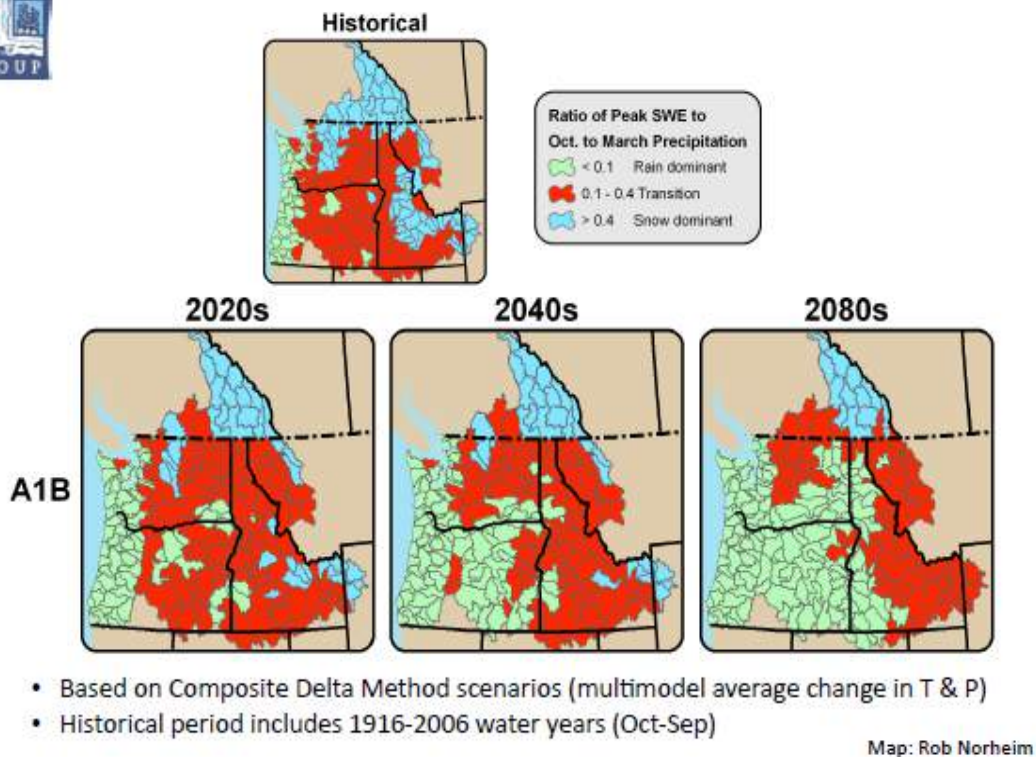 OUP
Historical
Ratio of Peak SWE to
Oct. to March Precipitation
< 0.1 Rain dominant
0.1 - 0.4 Transition
> 0.4 Snow dominant
2020s 2040s 2080s
A1B
• Based on Composite Delta Method scenarios (multimodel average change in T & P)
• Historical period includes 1916-2006 water years (Oct-Sep)
Map: Rob Norheim